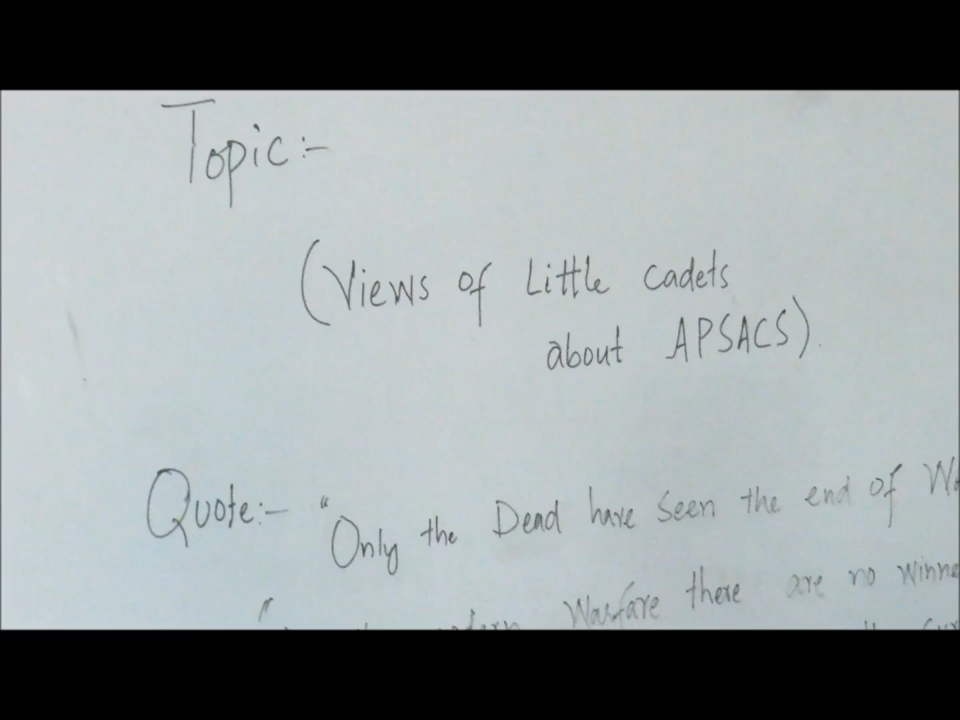 Topic:-
(Views of Little cadets
about APSACS).
Quote:- "Only the Dead have seen the end of
" Warfare there are no